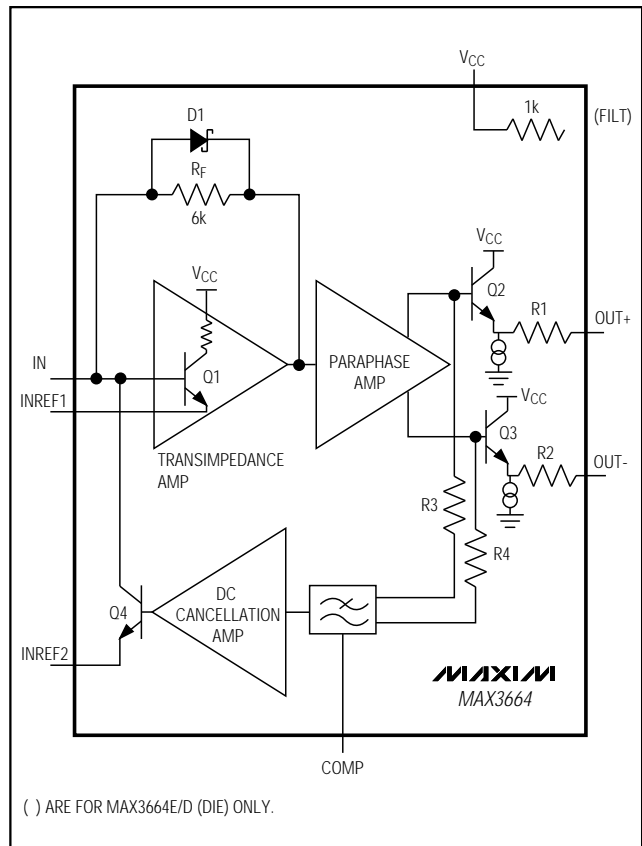 VCC
1k
(FILT)
D1
RF
6k
VCC
VCC
Q2
R1
OUT+
IN
Q1
PARAPHASE
AMP
INREF1
VCC
Q3
TRANSIMPEDANCE
AMP
R2
OUT-
R3
R4
DC
CANCELLATION
AMP
Q4
INREF2
MAXIM
MAX3664
COMP
( ) ARE FOR MAX3664E/D (DIE) ONLY.